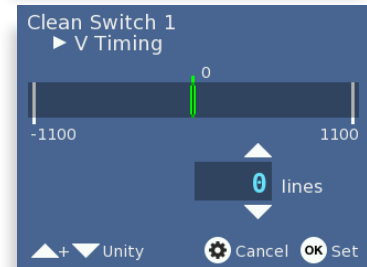 Clean Switch 1
V Timing
0
-1100 1100
0 lines
+ Unity Cancel OK Set